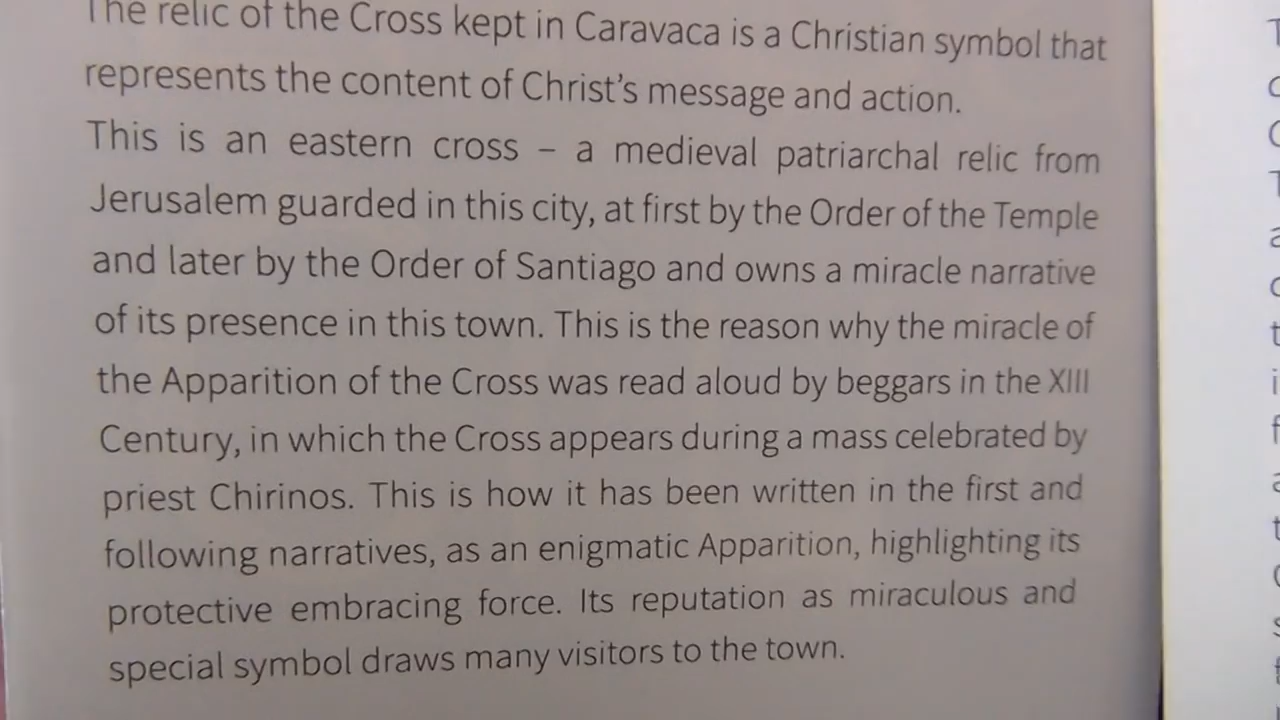 The relic of the Cross kept in Caravaca is a Christian symbol that
represents the content of Christ's message and action.
This is an eastern cross – a medieval patriarchal relic from
Jerusalem guarded in this city, at first by the Order of the Temple
and later by the Order of Santiago and owns a miracle narrative
of its presence in this town. This is the reason why the miracle of
the Apparition of the Cross was read aloud by beggars in the XIII
Century, in which the Cross appears during a mass celebrated by
priest Chirinos. This is how it has been written in the first and
following narratives, as an enigmatic Apparition, highlighting its
protective embracing force. Its reputation as miraculous and
special symbol draws many visitors to the town.